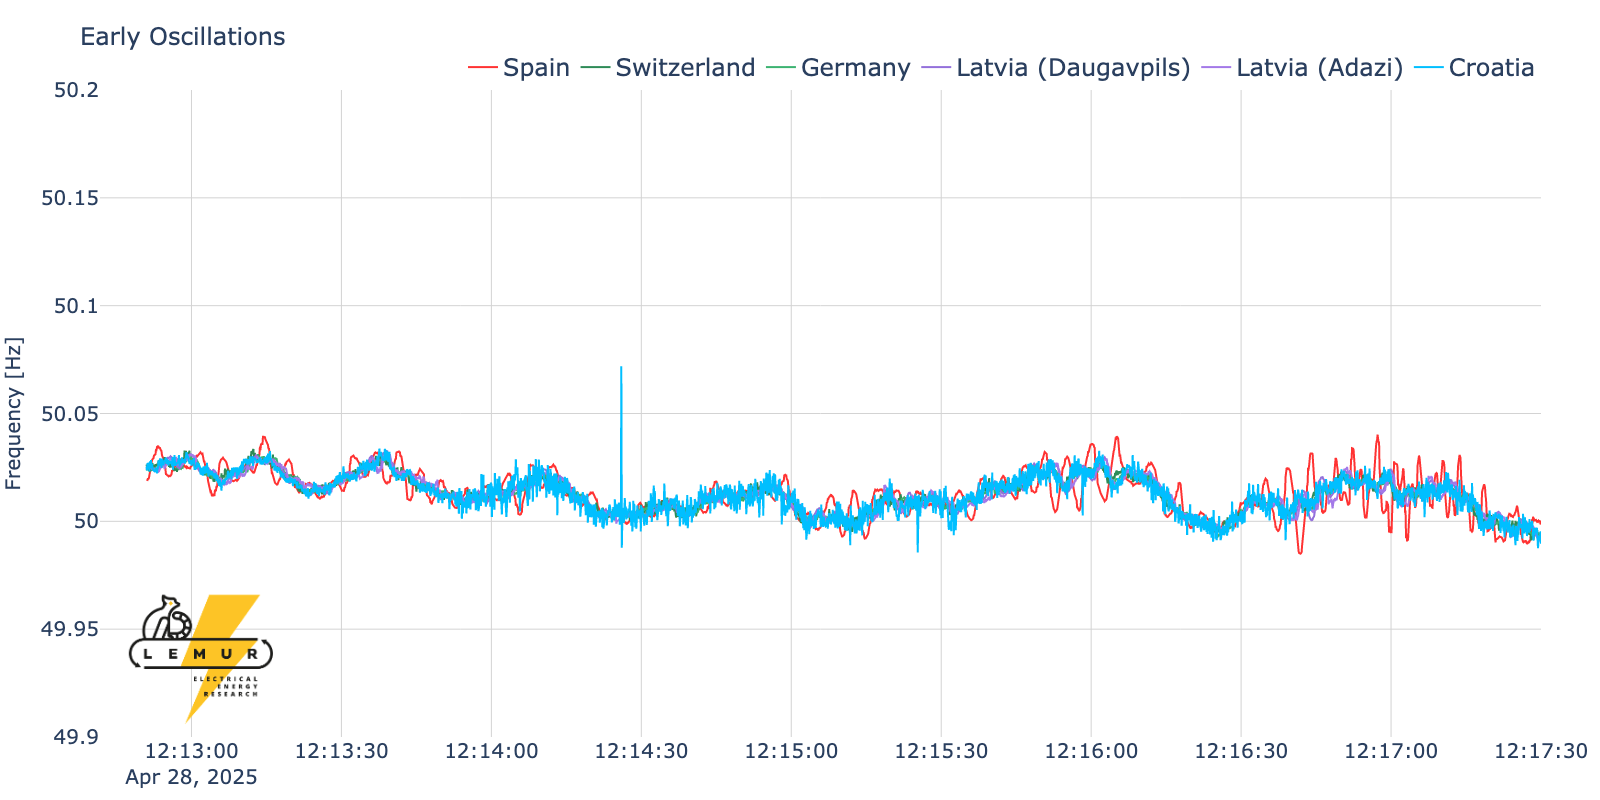 Early Oscillations
Spain Switzerland Germany Latvia (Daugavpils) Latvia (Adazi) Croatia
50.2
50.15
50.1
50.05
50
49.95
49.9
Frequency [Hz]
LEMUR
ELECTRICAL
ENERGY
RESEARCH
12:13:00 12:13:30 12:14:00 12:14:30 12:15:00 12:15:30 12:16:00 12:16:30 12:17:00 12:17:30
Apr 28, 2025